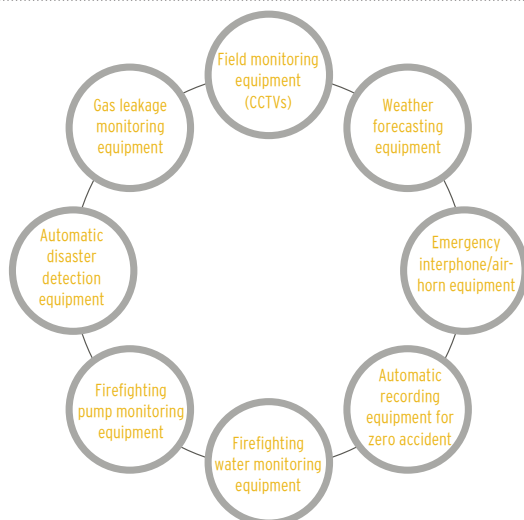 Field monitoring
equipment
(CCTVs)
Weather
forecasting
equipment
Emergency
interphone/air-
horn equipment
Automatic
recording
equipment for
zero accident
Firefighting
water monitoring
equipment
Firefighting
pump monitoring
equipment
Automatic
disaster
detection
equipment
Gas leakage
monitoring
equipment